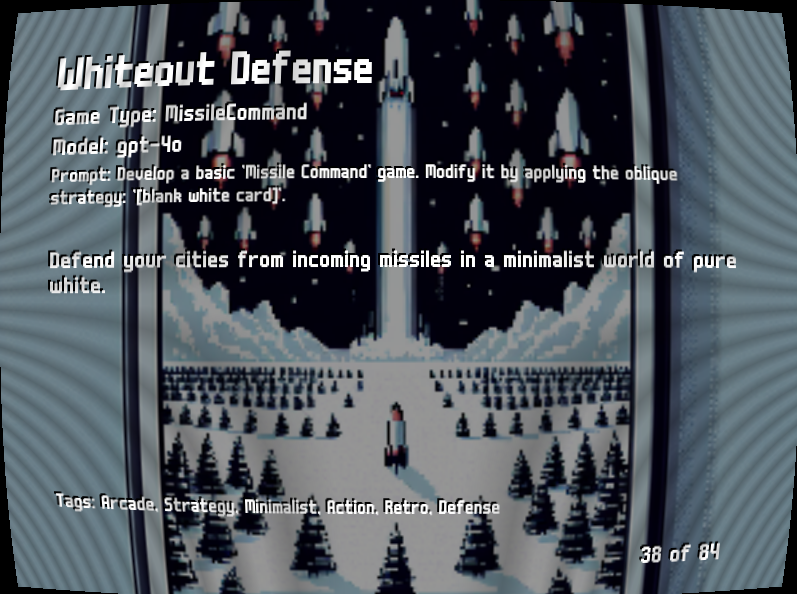 Whiteout Defense
Game Type: MissileCommand
Model: gpt-4o
Prompt: Develop a basic 'Missile Command' game. Modify it by applying the oblique
strategy: '[blank white card]'.
Defend your cities from incoming missiles in a minimalist world of pure
white.
Tags: Arcade, Strategy, Minimalist, Action, Retro, Defense
38 of 84